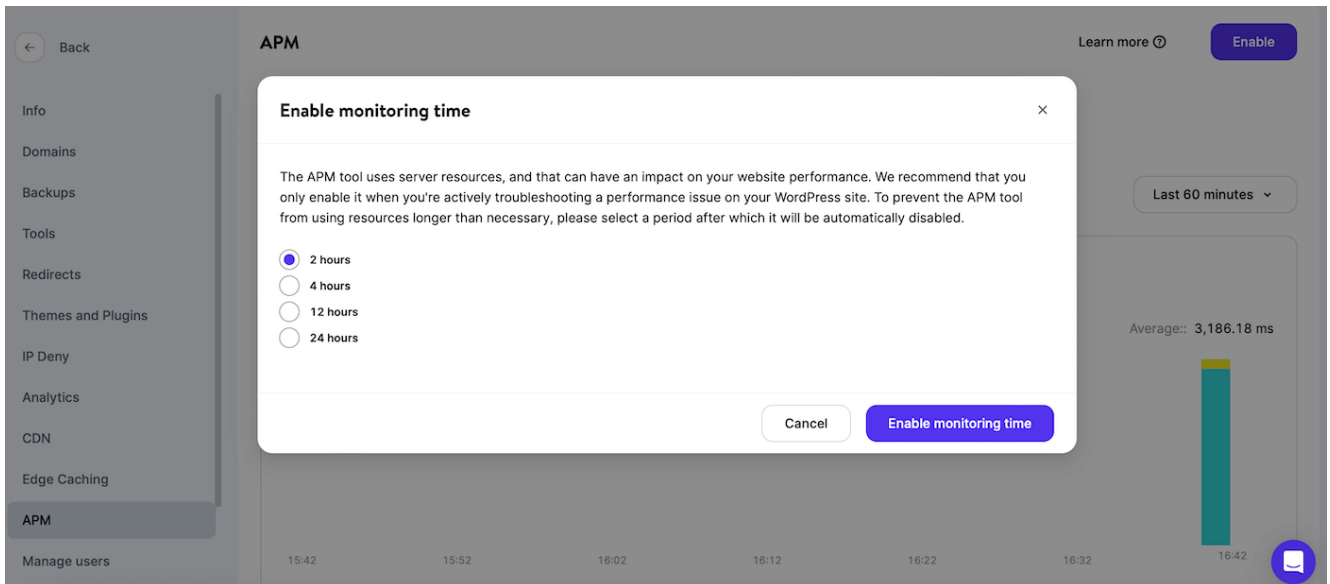 Back
APM
Learn more
Enable
Info
Domains
Backups
Tools
Redirects
Themes and Plugins
IP Deny
Analytics
CDN
Edge Caching
APM
Manage users
Enable monitoring time
The APM tool uses server resources, and that can have an impact on your website performance. We recommend that you
only enable it when you're actively troubleshooting a performance issue on your WordPress site. To prevent the APM tool
from using resources longer than necessary, please select a period after which it will be automatically disabled.
2 hours
4 hours
12 hours
24 hours
Cancel
Enable monitoring time
Last 60 minutes
Average:: 3,186.18 ms
15:42 15:52 16:02 16:12 16:22 16:32 16:42